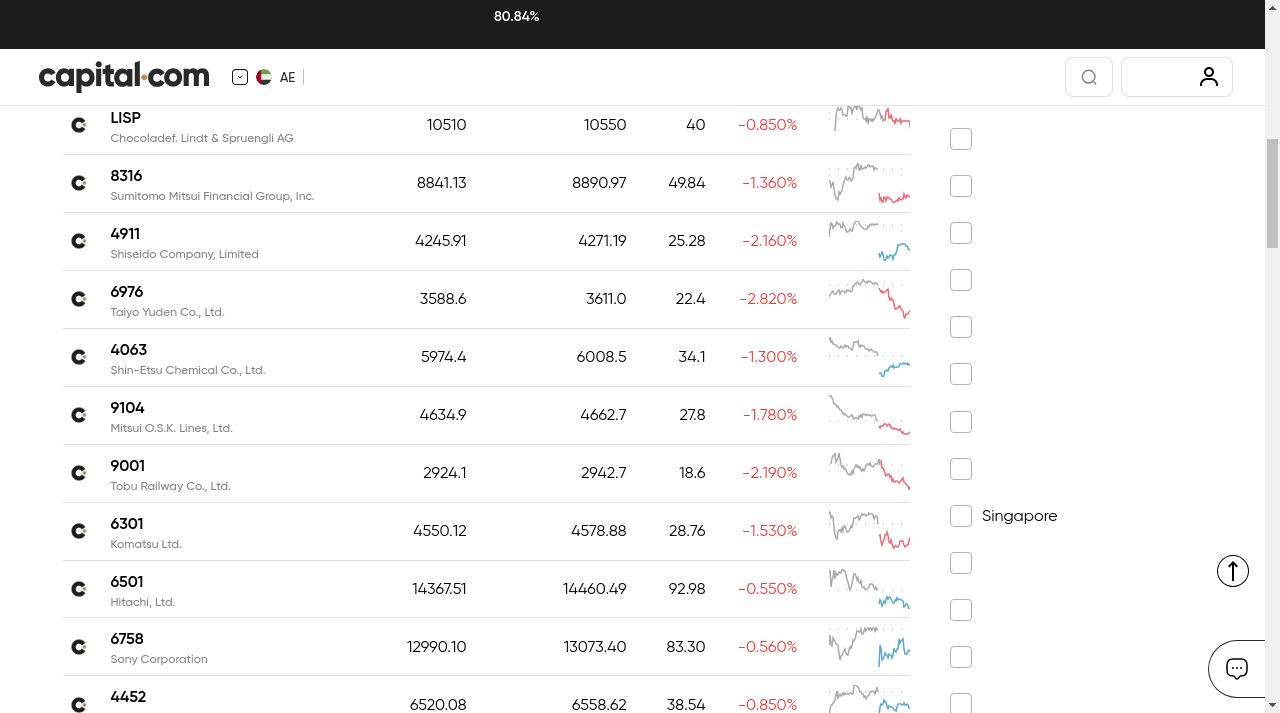 80.84%
capital.com
AE
LISP
Chocoladef. Lindt & Spruengli AG
10510 10550 40 -0.850%
8316
Sumitomo Mitsui Financial Group, Inc.
8841.13 8890.97 49.84 -1.360%
4911
Shiseido Company, Limited
4245.91 4271.19 25.28 -2.160%
6976
Taiyo Yuden Co., Ltd.
3588.6 3611.0 22.4 -2.820%
4063
Shin-Etsu Chemical Co., Ltd.
5974.4 6008.5 34.1 -1.300%
9104
Mitsui O.S.K. Lines, Ltd.
4634.9 4662.7 27.8 -1.780%
9001
Tobu Railway Co., Ltd.
2924.1 2942.7 18.6 -2.190%
6301
Komatsu Ltd.
4550.12 4578.88 28.76 -1.530%
6501
Hitachi, Ltd.
14367.51 14460.49 92.98 -0.550%
6758
Sony Corporation
12990.10 13073.40 83.30 -0.560%
4452
6520.08 6558.62 38.54 -0.850%
Singapore